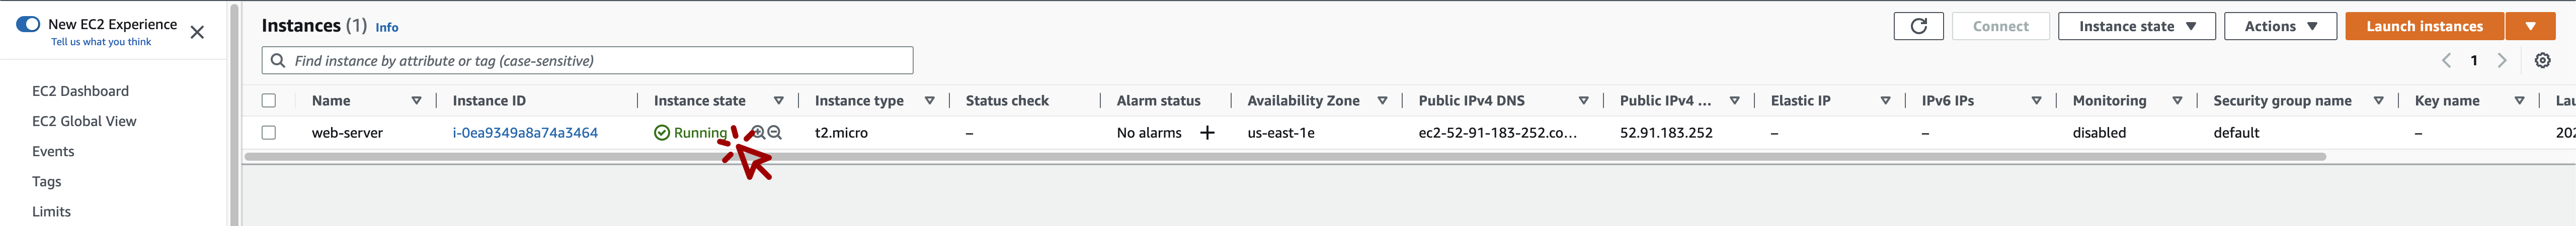 New EC2 Experience
Tell us what you think
EC2 Dashboard
EC2 Global View
Events
Tags
Limits
Instances (1) Info
Connect
Instance state
Actions
Launch instances
Find instance by attribute or tag (case-sensitive)
1
Name Instance ID Instance state Instance type Status check Alarm status Availability Zone Public IPv4 DNS Public IPv4 ... Elastic IP IPv6 IPs Monitoring Security group name Key name Lau
web-server i-0ea9349a8a74a3464 Running t2.micro – No alarms + us-east-1e ec2-52-91-183-252.co... 52.91.183.252 – – disabled default – 202